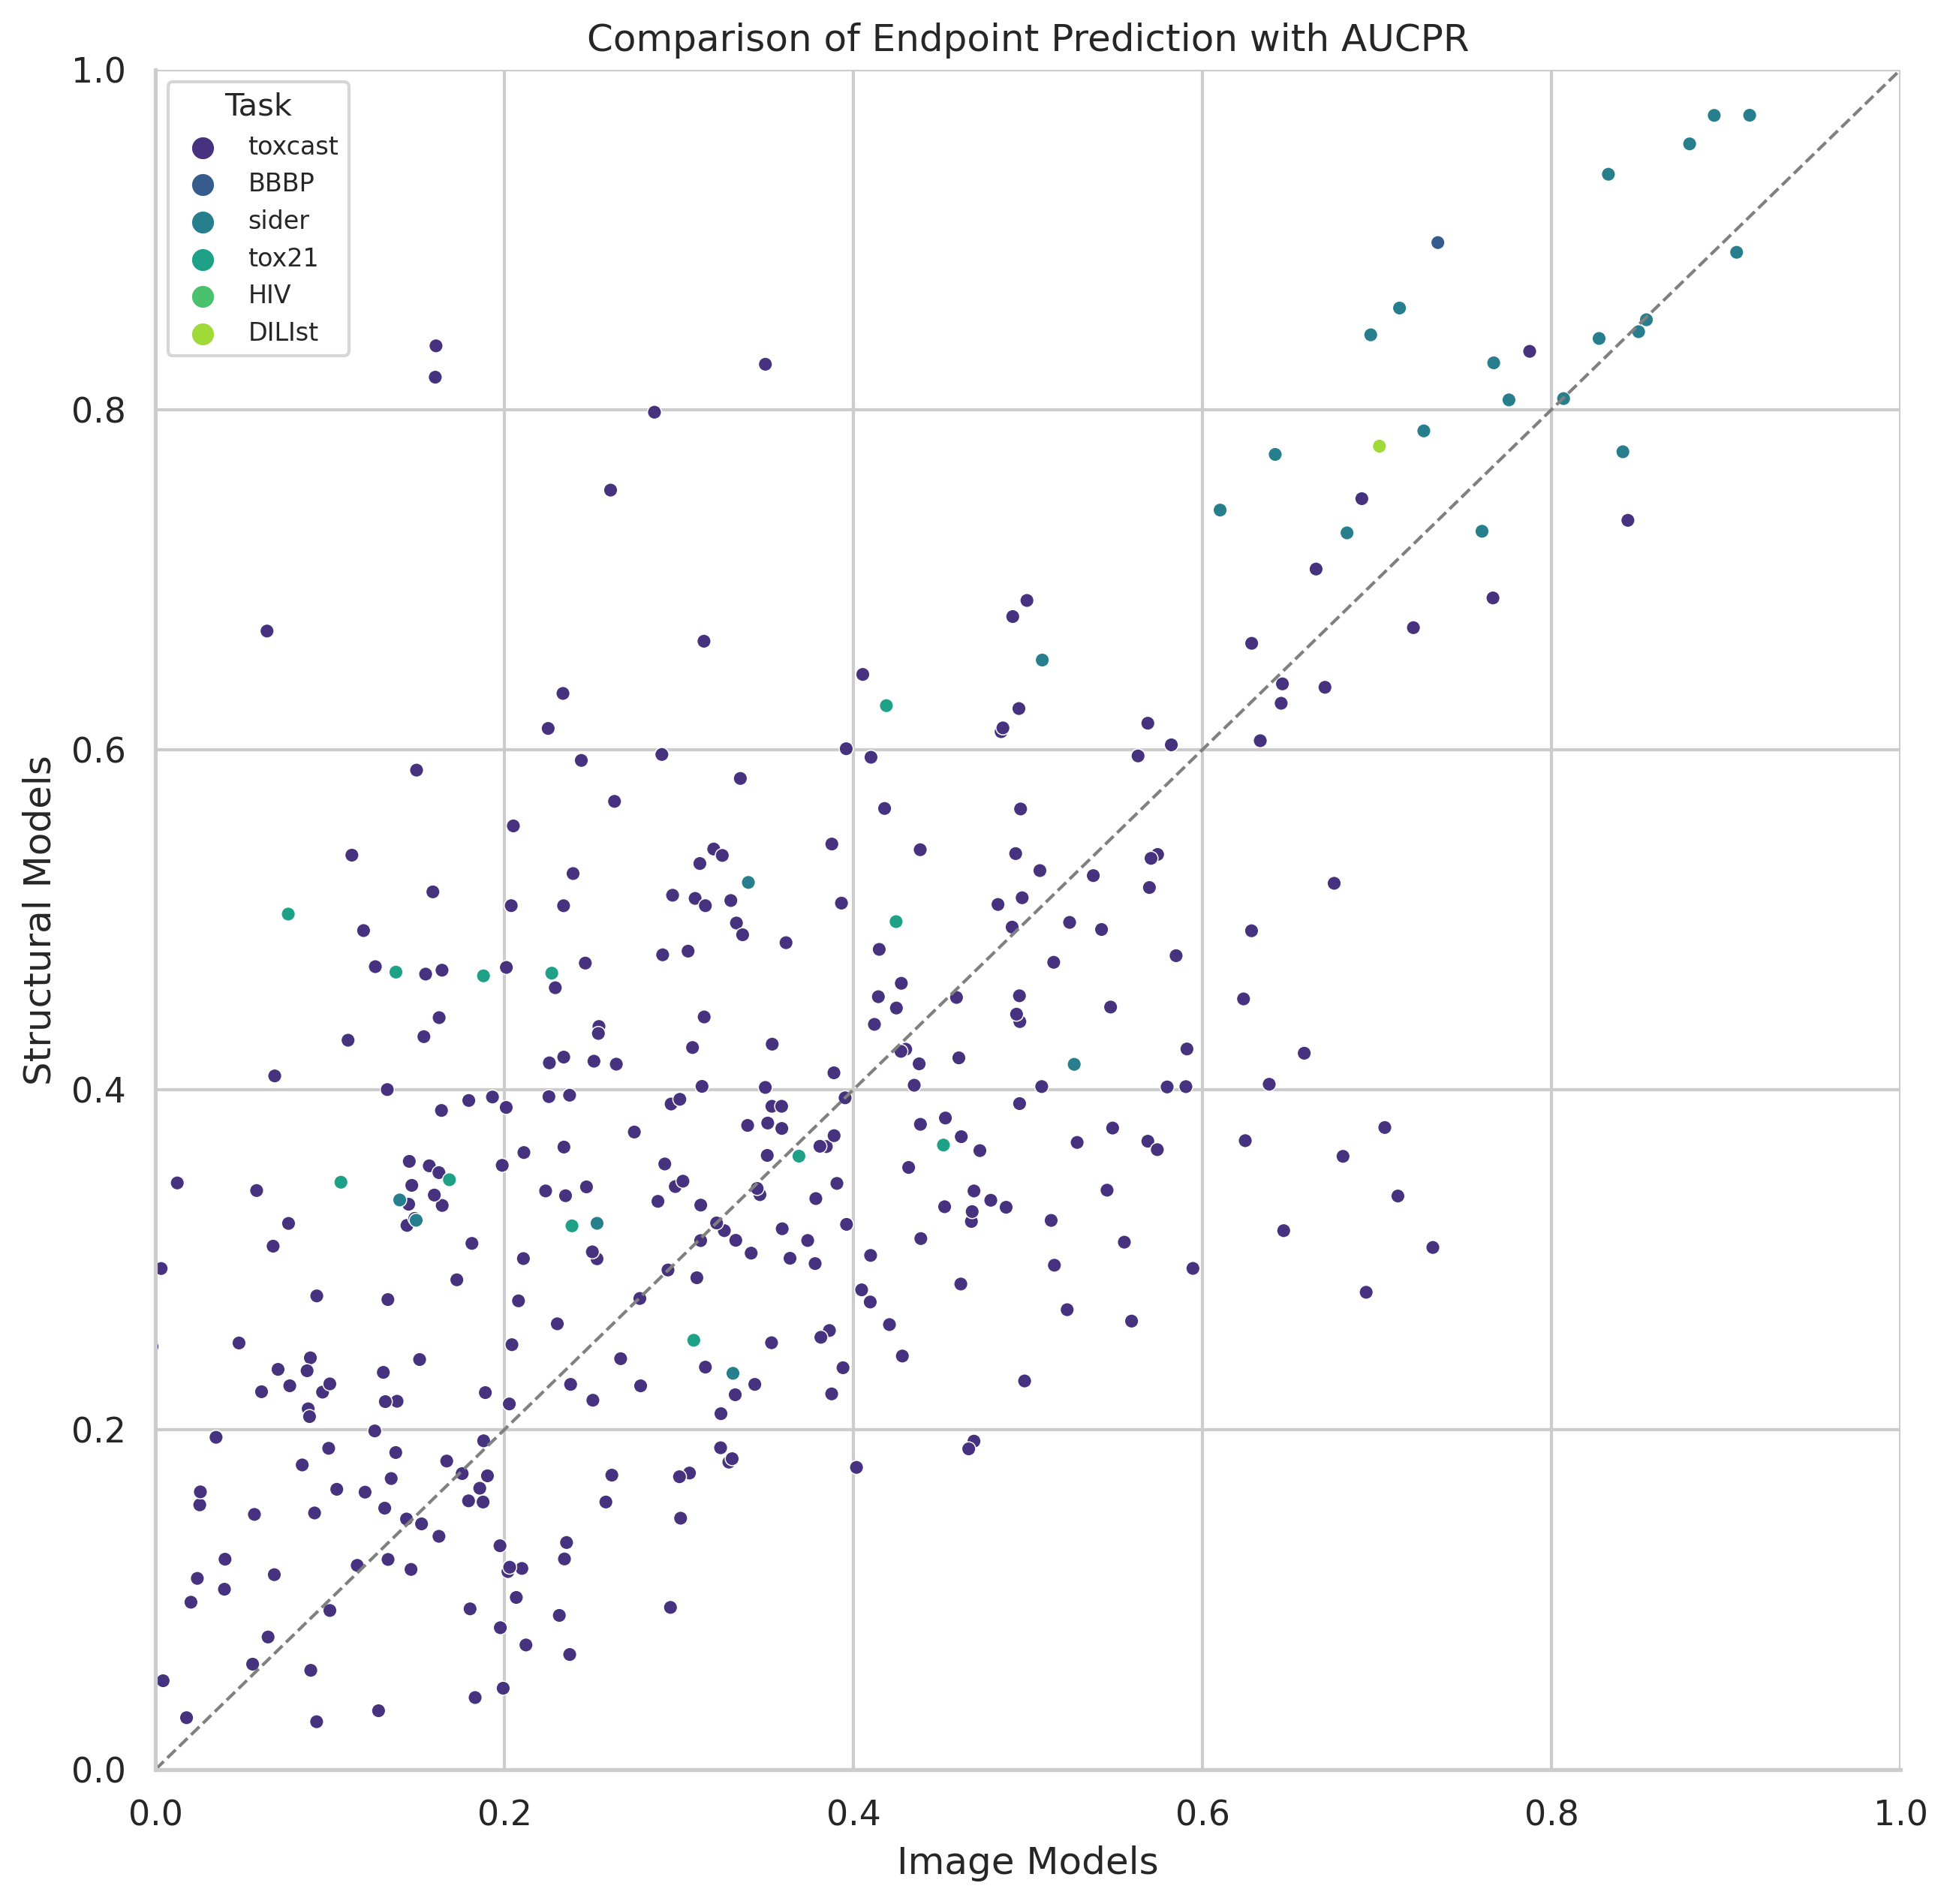 Comparison of Endpoint Prediction with AUCPR
Task
toxcast
BBBP
sider
tox21
HIV
DILIst
Structural Models
1.0
0.8
0.6
0.4
0.2
0.0
0.0 0.2 0.4 0.6 0.8 1.0
Image Models